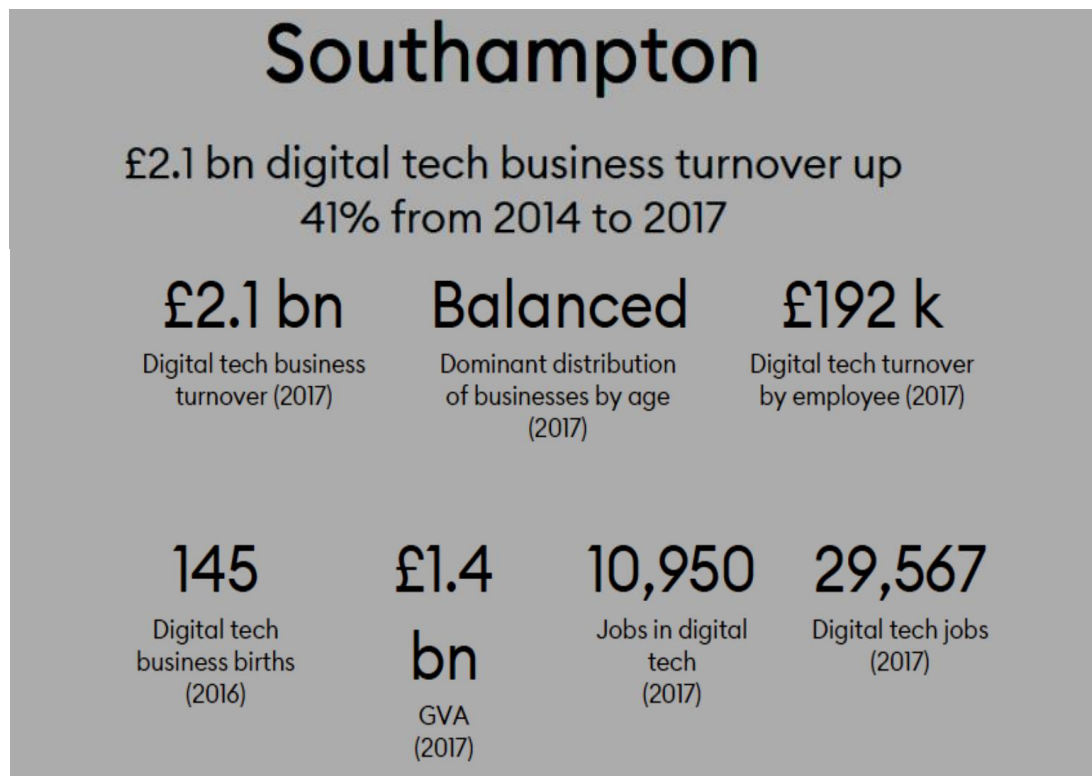 Southampton
£2.1 bn digital tech business turnover up
41% from 2014 to 2017
£2.1 bn
Digital tech business
turnover (2017)
Balanced
Dominant distribution
of businesses by age
(2017)
£192 k
Digital tech turnover
by employee (2017)
145
Digital tech
business births
(2016)
£1.4
bn
GVA
(2017)
10,950
Jobs in digital
tech
(2017)
29,567
Digital tech jobs
(2017)